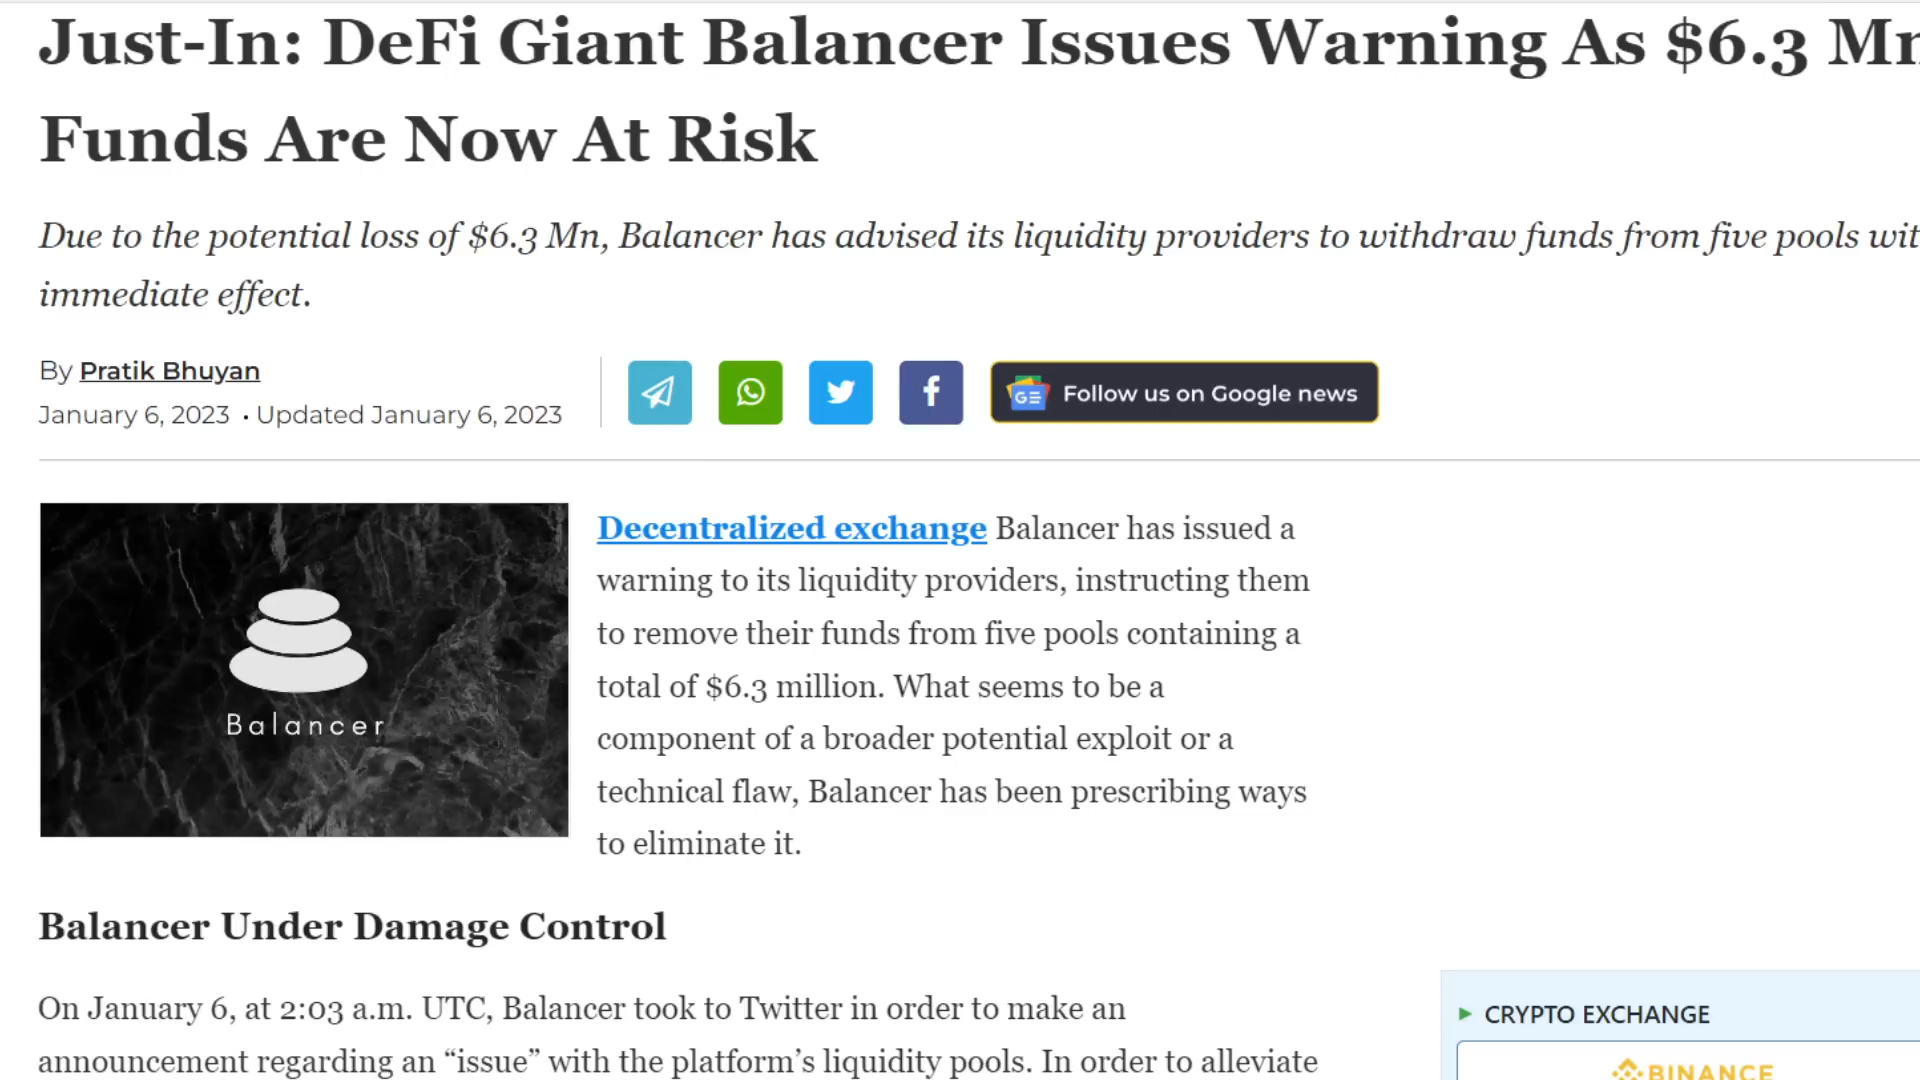 Just-In: DeFi Giant Balancer Issues Warning As $6.3 Mn
Funds Are Now At Risk
Due to the potential loss of $6.3 Mn, Balancer has advised its liquidity providers to withdraw funds from five pools wit
immediate effect.
By Pratik Bhuyan
January 6, 2023 • Updated January 6, 2023
Follow us on Google news
Balancer
Decentralized exchange Balancer has issued a
warning to its liquidity providers, instructing them
to remove their funds from five pools containing a
total of $6.3 million. What seems to be a
component of a broader potential exploit or a
technical flaw, Balancer has been prescribing ways
to eliminate it.
Balancer Under Damage Control
On January 6, at 2:03 a.m. UTC, Balancer took to Twitter in order to make an
announcement regarding an “issue” with the platform’s liquidity pools. In order to alleviate
CRYPTO EXCHANGE
BINANCE